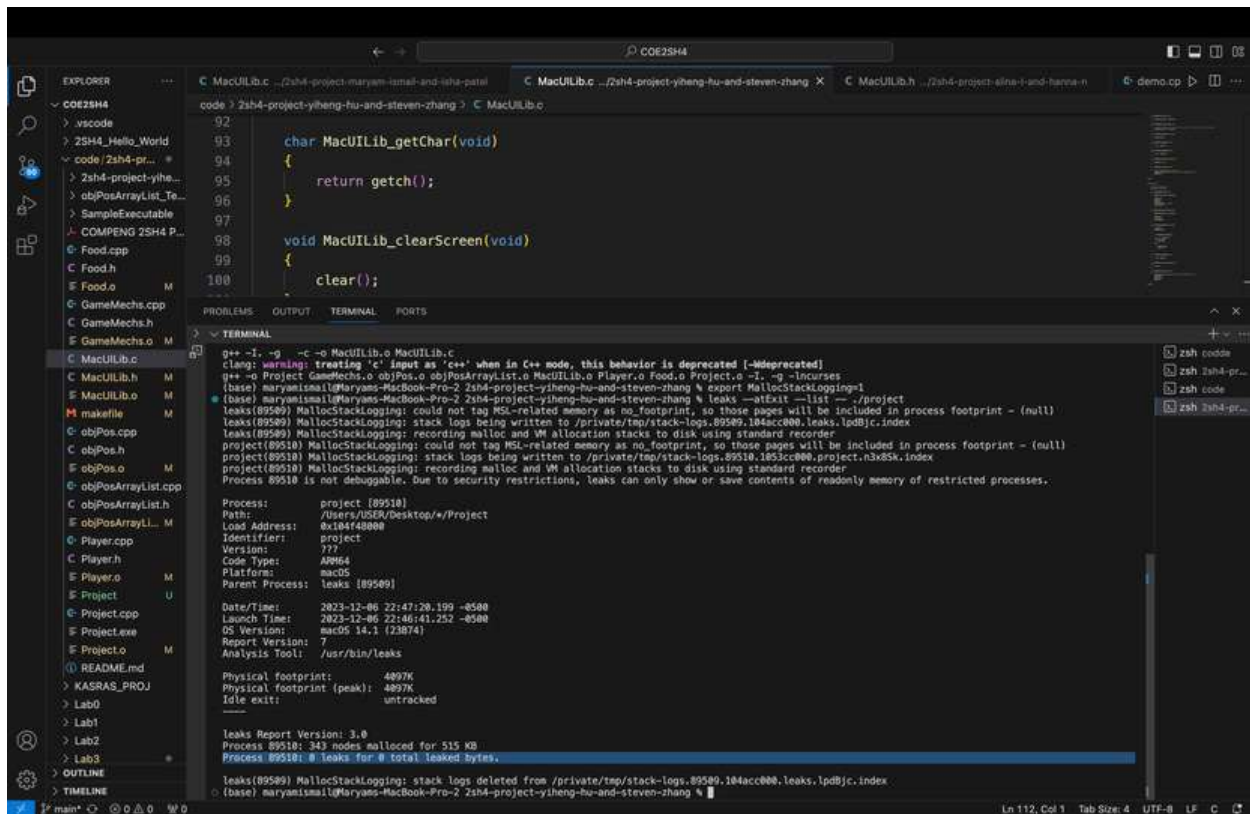 COE2SH4
EXPLORER
COE2SH4
.vscode
2SH4_Hello_World
code/2sh4-pr...
2sh4-project-yihe...
objPosArrayList_Te...
SampleExecutable
COMPENG 2SH4 P...
Food.cpp
Food.h
Food.o M
GameMechs.cpp
GameMechs.h
GameMechs.o M
MacUILib.c
MacUILib.h M
MacUILib.o M
makefile M
objPos.cpp
objPos.h
objPos.o M
objPosArrayList.cpp
objPosArrayList.h
objPosArrayLi... M
Player.cpp
Player.h
Player.o M
Project U
Project.cpp
Project.exe
Project.o M
README.md
KASRAS_PROJ
Lab0
Lab1
Lab2
Lab3
OUTLINE
TIMELINE
C MacUILib.c .../2sh4-project-maryam-ismail-and-isha-patel C MacUILib.c .../2sh4-project-yiheng-hu-and-steven-zhang C MacUILib.h .../2sh4-project-alina-l-and-hanna-n demo.cp
code > 2sh4-project-yiheng-hu-and-steven-zhang > C MacUILib.c
92
93 char MacUILib_getChar(void)
94 {
95 return getch();
96 }
97
98 void MacUILib_clearScreen(void)
99 {
100 clear();
PROBLEMS OUTPUT TERMINAL PORTS
TERMINAL
g++ -I. -g -c -o MacUILib.o MacUILib.c
clang: warning: treating 'c' input as 'c++' when in C++ mode, this behavior is deprecated [-Wdeprecated]
g++ -o Project GameMechs.o objPos.o objPosArrayList.o MacUILib.o Player.o Food.o Project.o -I. -g -lncurses
(base) maryamismail@Maryams-MacBook-Pro-2 2sh4-project-yiheng-hu-and-steven-zhang % export MallocStackLogging=1
(base) maryamismail@Maryams-MacBook-Pro-2 2sh4-project-yiheng-hu-and-steven-zhang % leaks --atExit --list -- ./project
leaks(89509) MallocStackLogging: could not tag MSL-related memory as no_footprint, so those pages will be included in process footprint - (null)
leaks(89509) MallocStackLogging: stack logs being written to /private/tmp/stack-logs.89509.104acc000.leaks.lpdBjc.index
leaks(89509) MallocStackLogging: recording malloc and VM allocation stacks to disk using standard recorder
project(89510) MallocStackLogging: could not tag MSL-related memory as no_footprint, so those pages will be included in process footprint - (null)
project(89510) MallocStackLogging: stack logs being written to /private/tmp/stack-logs.89510.1053cc000.project.n3x8Sk.index
project(89510) MallocStackLogging: recording malloc and VM allocation stacks to disk using standard recorder
Process 89510 is not debuggable. Due to security restrictions, leaks can only show or save contents of readonly memory of restricted processes.
Process: project [89510]
Path: /Users/USER/Desktop/*/Project
Load Address: 0x104f48000
Identifier: project
Version: ???
Code Type: ARM64
Platform: macOS
Parent Process: leaks [89509]
Date/Time: 2023-12-06 22:47:20.199 -0500
Launch Time: 2023-12-06 22:46:41.252 -0500
OS Version: macOS 14.1 (23B74)
Report Version: 7
Analysis Tool: /usr/bin/leaks
Physical footprint: 4097K
Physical footprint (peak): 4097K
Idle exit: untracked
----
leaks Report Version: 3.0
Process 89510: 343 nodes malloced for 515 KB
Process 89510: 0 leaks for 0 total leaked bytes.
leaks(89509) MallocStackLogging: stack logs deleted from /private/tmp/stack-logs.89509.104acc000.leaks.lpdBjc.index
(base) maryamismail@Maryams-MacBook-Pro-2 2sh4-project-yiheng-hu-and-steven-zhang %
zsh codde
zsh 2sh4-pr...
zsh code
zsh 2sh4-pr...
main* 0 0 0 0 Ln 112, Col 1 Tab Size: 4 UTF-8 LF C